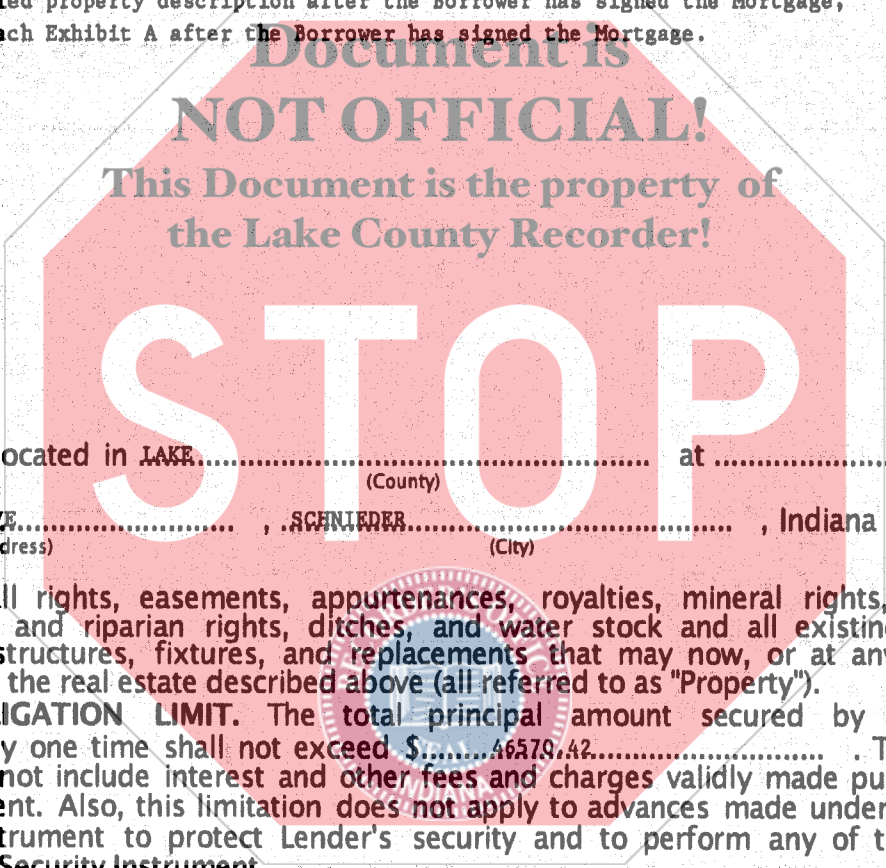 ed property description after the Borrower has signed the Mortgage,
ch Exhibit A after the Borrower has signed the Mortgage.
Document is
NOT OFFICIAL!
This Document is the property of
the Lake County Recorder!
STOP
ocated in LAKE at
(County)
E , SCHNIEDER , Indiana
dress) (City)
ll rights, easements, appurtenances, royalties, mineral rights,
and riparian rights, ditches, and water stock and all existin
structures, fixtures, and replacements that may now, or at an
the real estate described above (all referred to as "Property").
IGATION LIMIT. The total principal amount secured by
y one time shall not exceed $ 46570.42 . T
not include interest and other fees and charges validly made pu
ent. Also, this limitation does not apply to advances made under
trument to protect Lender's security and to perform any of t
Security Instrument
SEAL
INDIANA